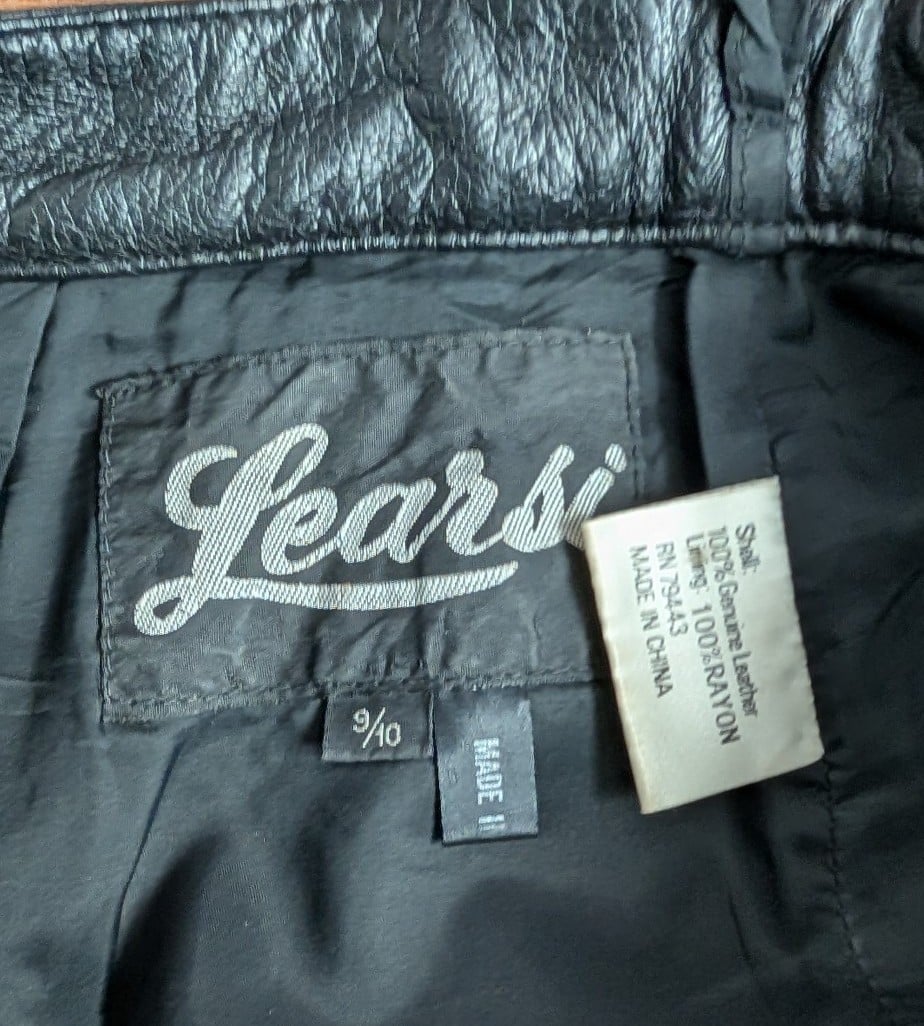 Learsi
9/10
MADE I
Shell:
100% Genuine Leather
Lining: 100% RAYON
RN 79443
MADE IN CHINA